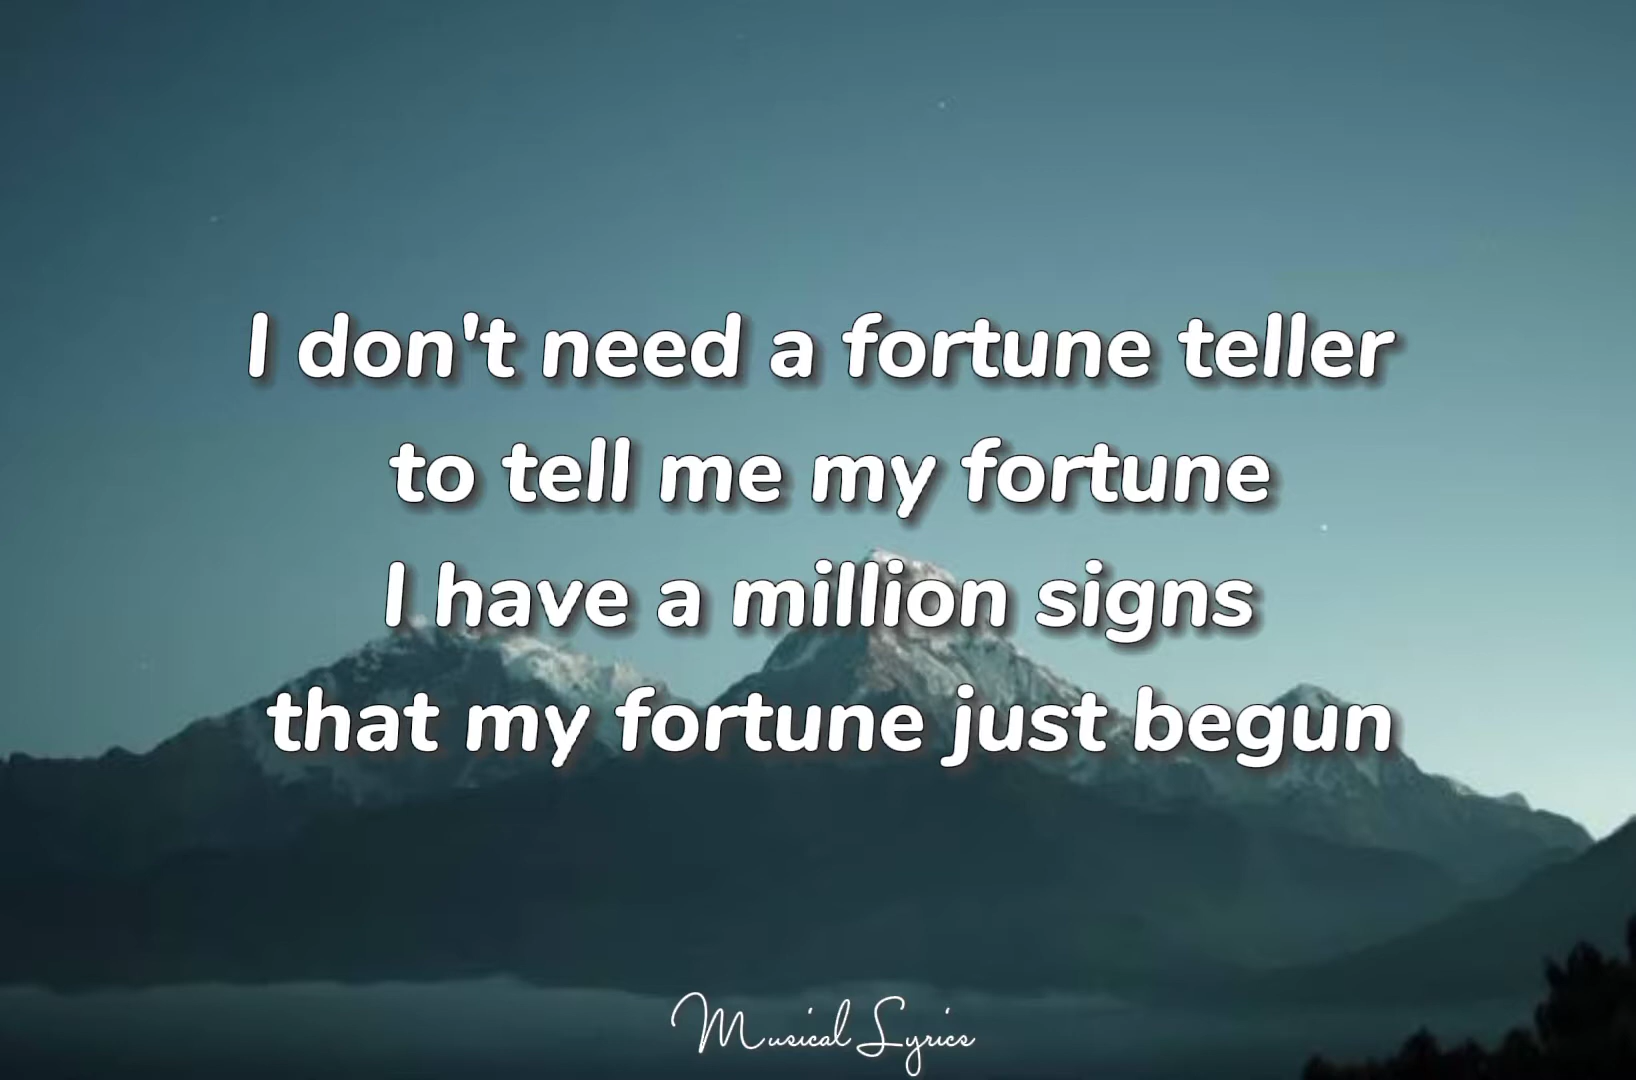 I don't need a fortune teller
to tell me my fortune
I have a million signs
that my fortune just begun
Musical Lyrics